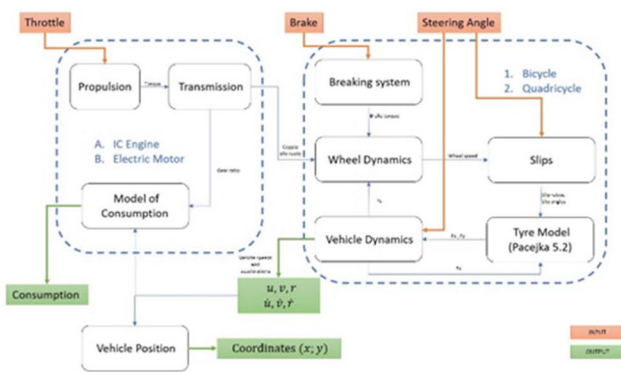 Throttle
Brake
Steering Angle
Propulsion
Torque
Transmission
Breaking system
1. Bicycle
2. Quadricycle
A. IC Engine
B. Electric Motor
Gear ratio
Wheel Dynamics
Wheel speed
Slips
Model of
Consumption
Vehicle Dynamics
Tyre Model
(Pacejka 5.2)
Consumption
and
u, v, r
u̇, v̇, ṙ
Vehicle Position
Coordinates (x; y)
INPUT
OUTPUT